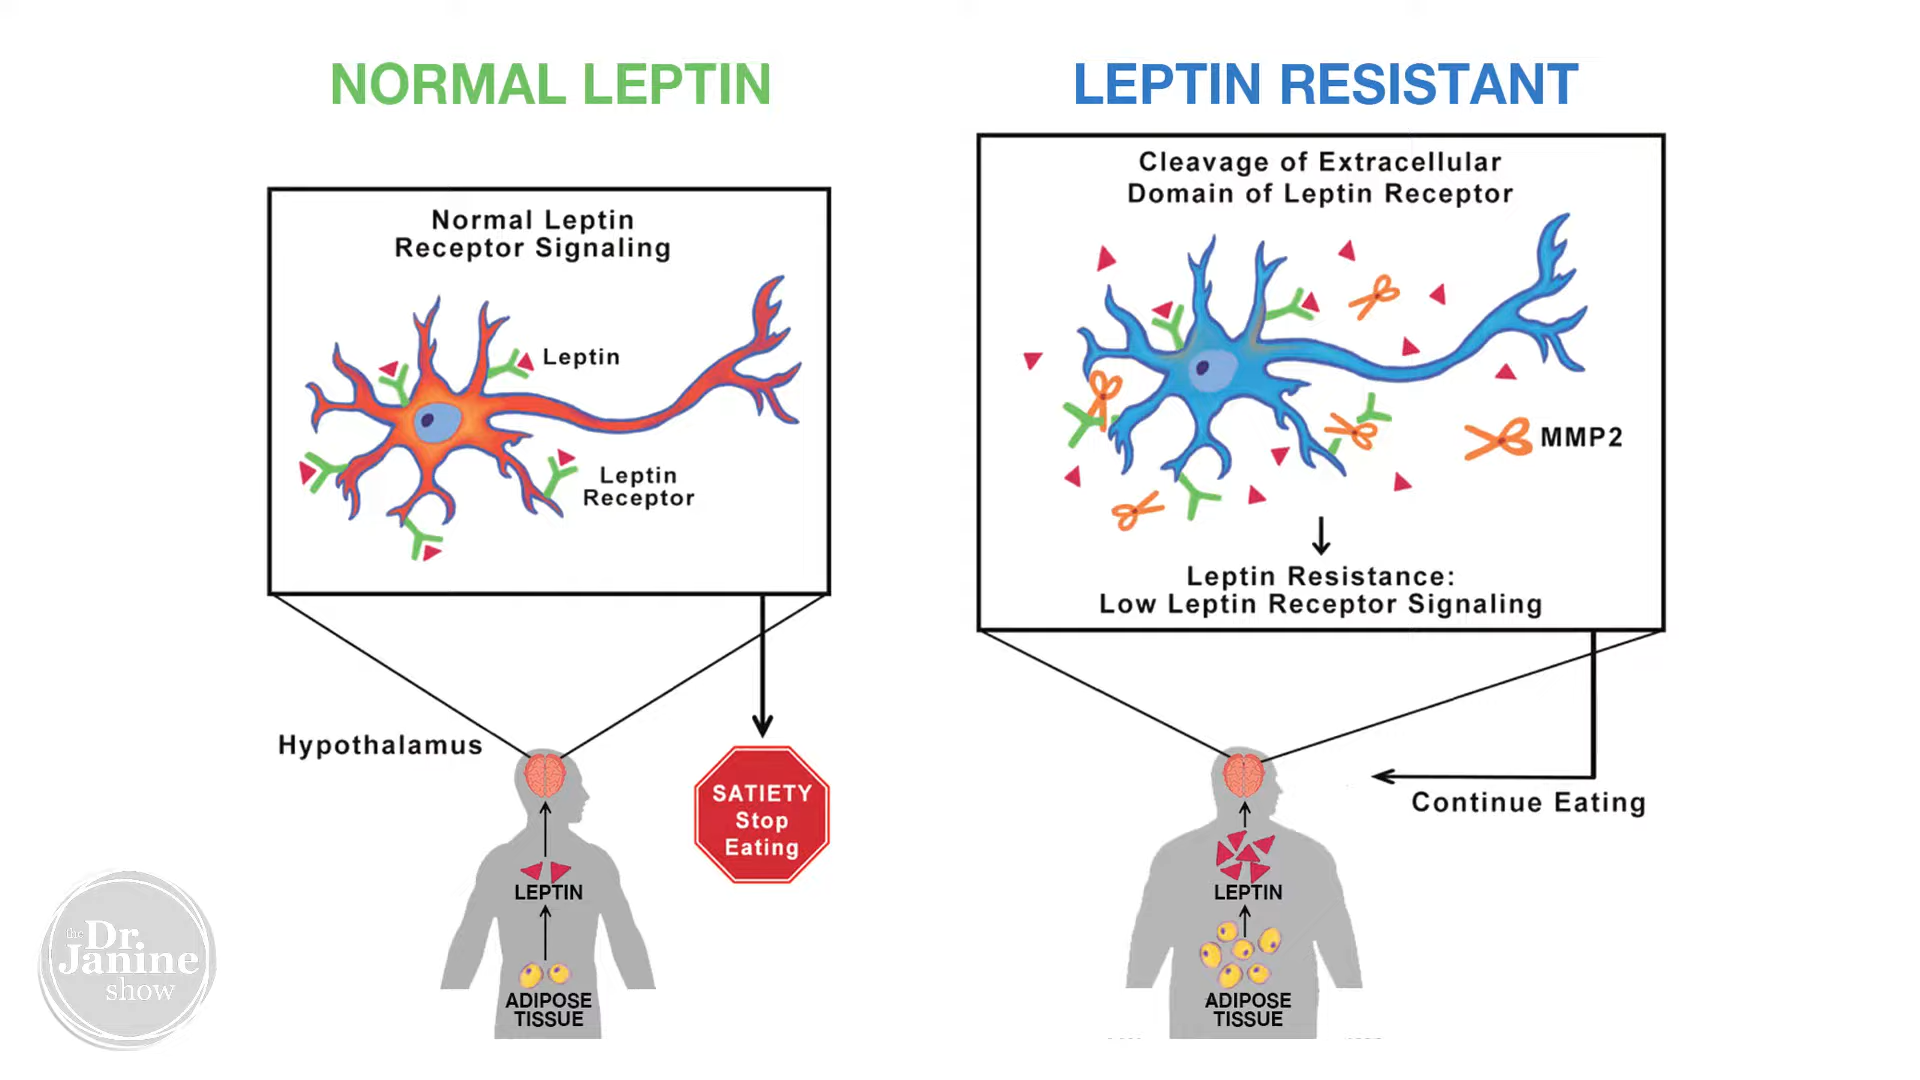 NORMAL LEPTIN
Normal Leptin
Receptor Signaling
Leptin
Leptin
Receptor
Hypothalamus
SATIETY
Stop
Eating
LEPTIN
ADIPOSE
TISSUE
LEPTIN RESISTANT
Cleavage of Extracellular
Domain of Leptin Receptor
MMP2
Leptin Resistance:
Low Leptin Receptor Signaling
Continue Eating
LEPTIN
ADIPOSE
TISSUE
the Dr.
Janine
show